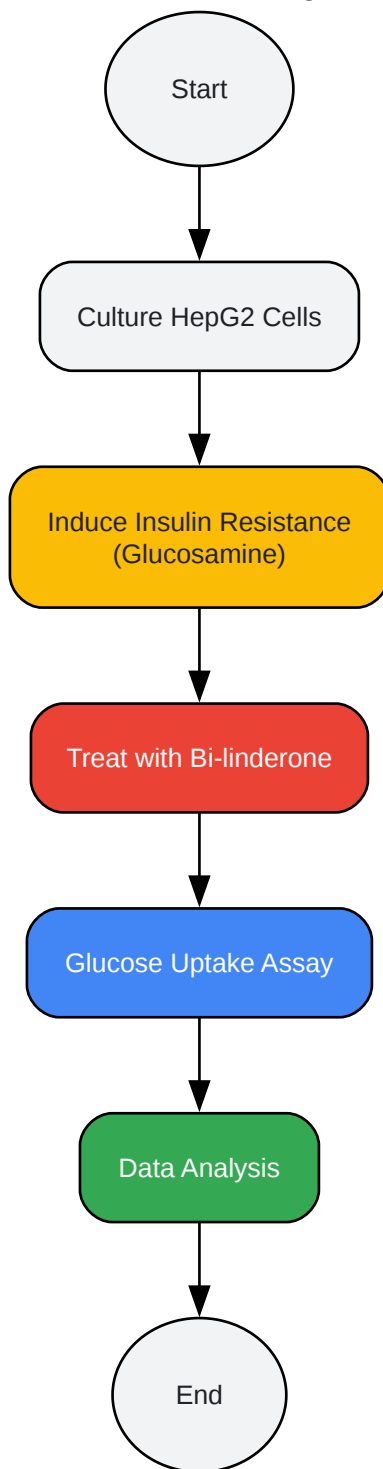 Start
Culture HepG2 Cells
Induce Insulin Resistance
(Glucosamine)
Treat with Bi-linderone
Glucose Uptake Assay
Data Analysis
End